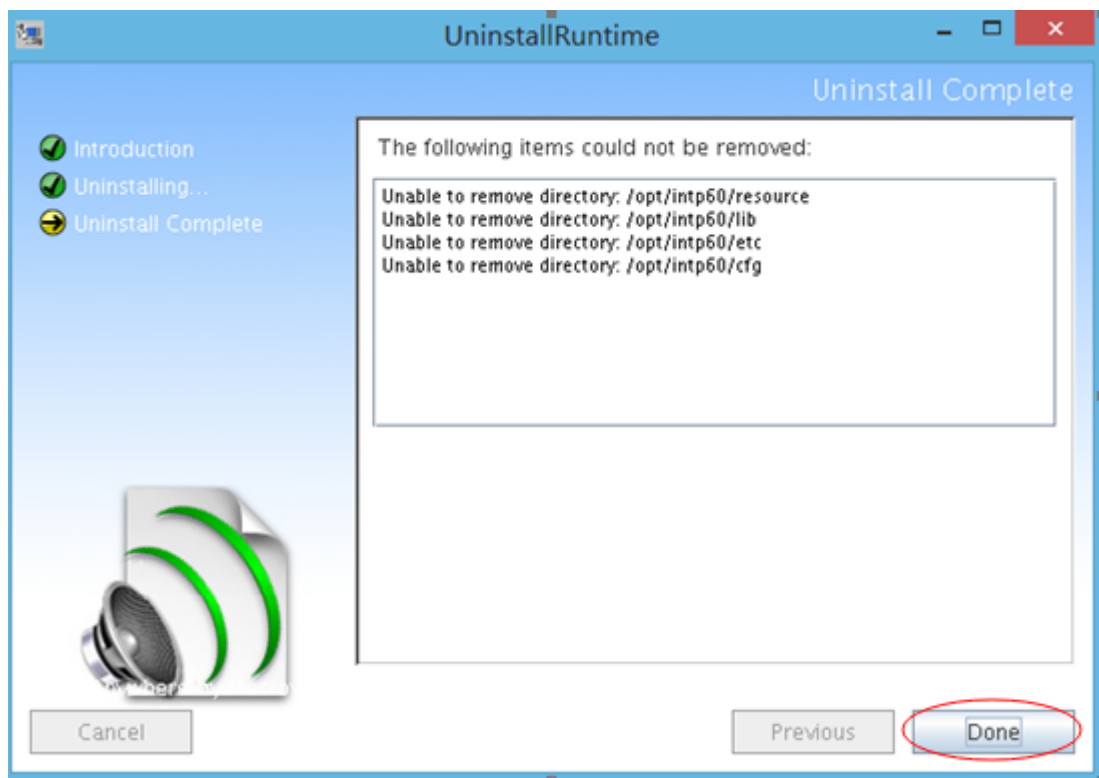 UninstallRuntime
Uninstall Complete
Introduction
Uninstalling...
Uninstall Complete
The following items could not be removed:
Unable to remove directory: /opt/intp60/resource
Unable to remove directory: /opt/intp60/lib
Unable to remove directory: /opt/intp60/etc
Unable to remove directory: /opt/intp60/cfg
Cancel
Previous
Done